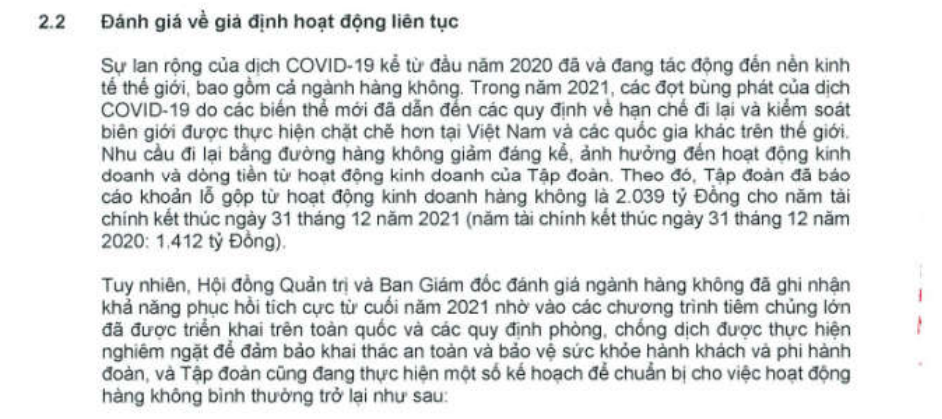 2.2 Đánh giá về giả định hoạt động liên tục
Sự lan rộng của dịch COVID-19 kể từ đầu năm 2020 đã và đang tác động đến nền kinh
tế thế giới, bao gồm cả ngành hàng không. Trong năm 2021, các đợt bùng phát của dịch
COVID-19 do các biến thể mới đã dẫn đến các quy định về hạn chế đi lại và kiểm soát
biên giới được thực hiện chặt chẽ hơn tại Việt Nam và các quốc gia khác trên thế giới.
Nhu cầu đi lại bằng đường hàng không giảm đáng kể, ảnh hưởng đến hoạt động kinh
doanh và dòng tiền từ hoạt động kinh doanh của Tập đoàn. Theo đó, Tập đoàn đã báo
cáo khoản lỗ gộp từ hoạt động kinh doanh hàng không là 2.039 tỷ Đồng cho năm tài
chính kết thúc ngày 31 tháng 12 năm 2021 (năm tài chính kết thúc ngày 31 tháng 12 năm
2020: 1,412 tỷ Đồng).
Tuy nhiên, Hội đồng Quản trị và Ban Giám đốc đánh giá ngành hàng không đã ghi nhận
khả năng phục hồi tích cực từ cuối năm 2021 nhờ vào các chương trình tiêm chủng lớn
đã được triển khai trên toàn quốc và các quy định phòng, chống dịch được thực hiện
nghiêm ngặt để đảm bảo khai thác an toàn và bảo vệ sức khỏe hành khách và phi hành
đoàn, và Tập đoàn cũng đang thực hiện một số kế hoạch để chuẩn bị cho việc hoạt động
hàng không bình thường trở lại như sau: